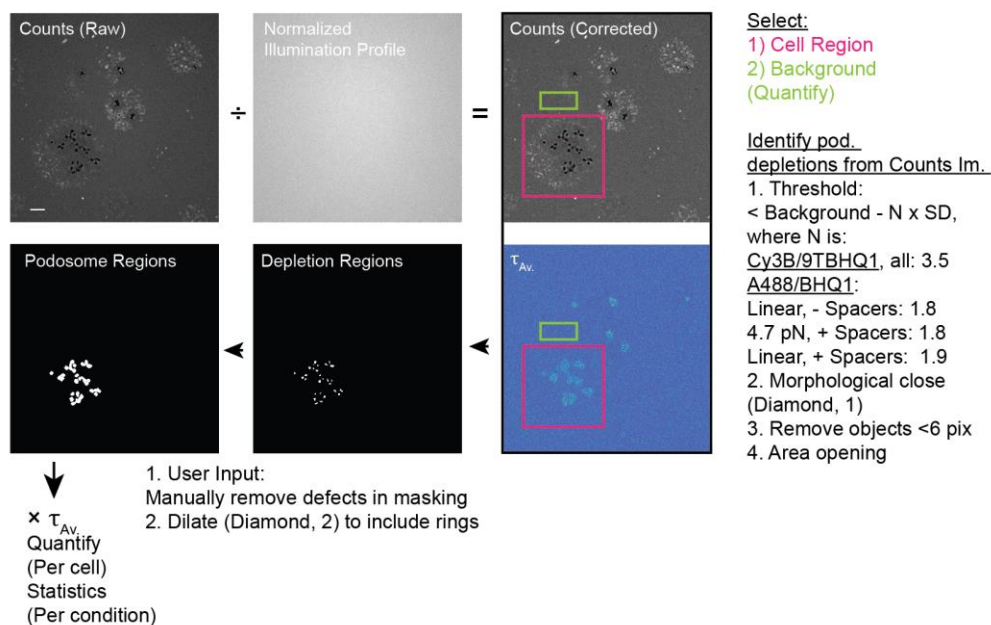 Counts (Raw)
Normalized
Illumination Profile
Counts (Corrected)
÷
=
Select:
1) Cell Region
2) Background
(Quantify)
Identify pod.
depletions from Counts Im.
1. Threshold:
< Background - N x SD,
where N is:
Cy3B/9TBHQ1, all: 3.5
A488/BHQ1:
Linear, - Spacers: 1.8
4.7 pN, + Spacers: 1.8
Linear, + Spacers: 1.9
2. Morphological close
(Diamond, 1)
3. Remove objects <6 pix
4. Area opening
Podosome Regions
Depletion Regions
τAv.
1. User Input:
Manually remove defects in masking
2. Dilate (Diamond, 2) to include rings
× τAv.
Quantify
(Per cell)
Statistics
(Per condition)